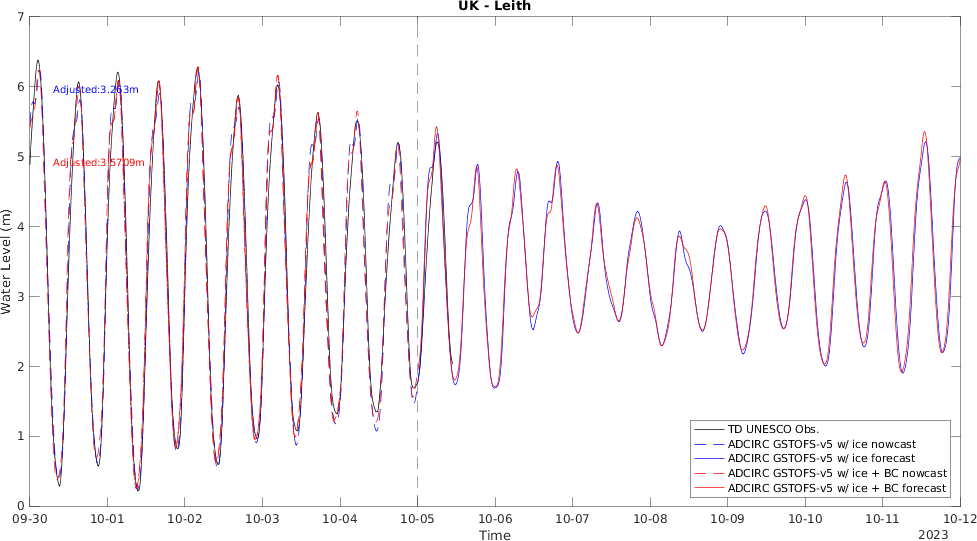 UK - Leith
7
6
5
4
3
2
1
0
Water Level (m)
Adjusted:3.263m
Adjusted:3.5709m
TD UNESCO Obs.
ADCIRC GSTOFS-v5 w/ ice nowcast
ADCIRC GSTOFS-v5 w/ ice forecast
ADCIRC GSTOFS-v5 w/ ice + BC nowcast
ADCIRC GSTOFS-v5 w/ ice + BC forecast
09-30 10-01 10-02 10-03 10-04 10-05 10-06 10-07 10-08 10-09 10-10 10-11 10-12
Time
2023